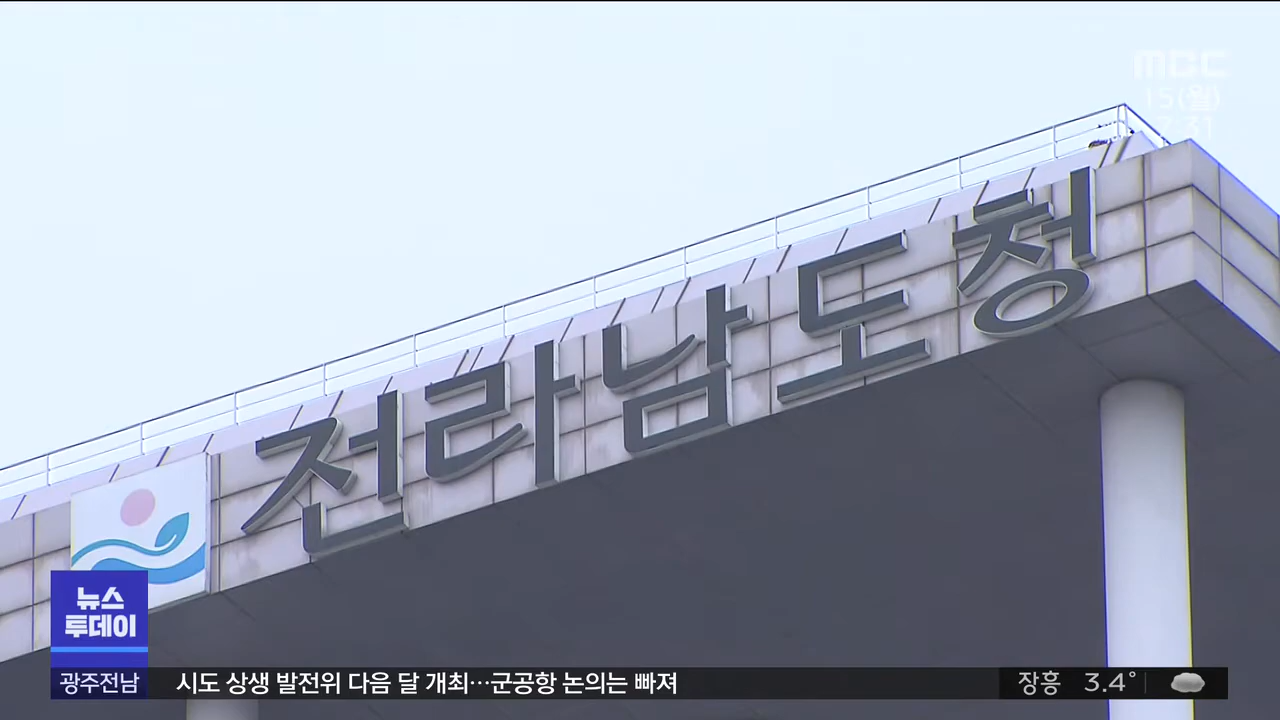 MBC
15(월)
7:31
전라남도청
뉴스
투데이
광주전남 시도 상생 발전위 다음 달 개최…군공항 논의는 빠져 장흥 3.4°